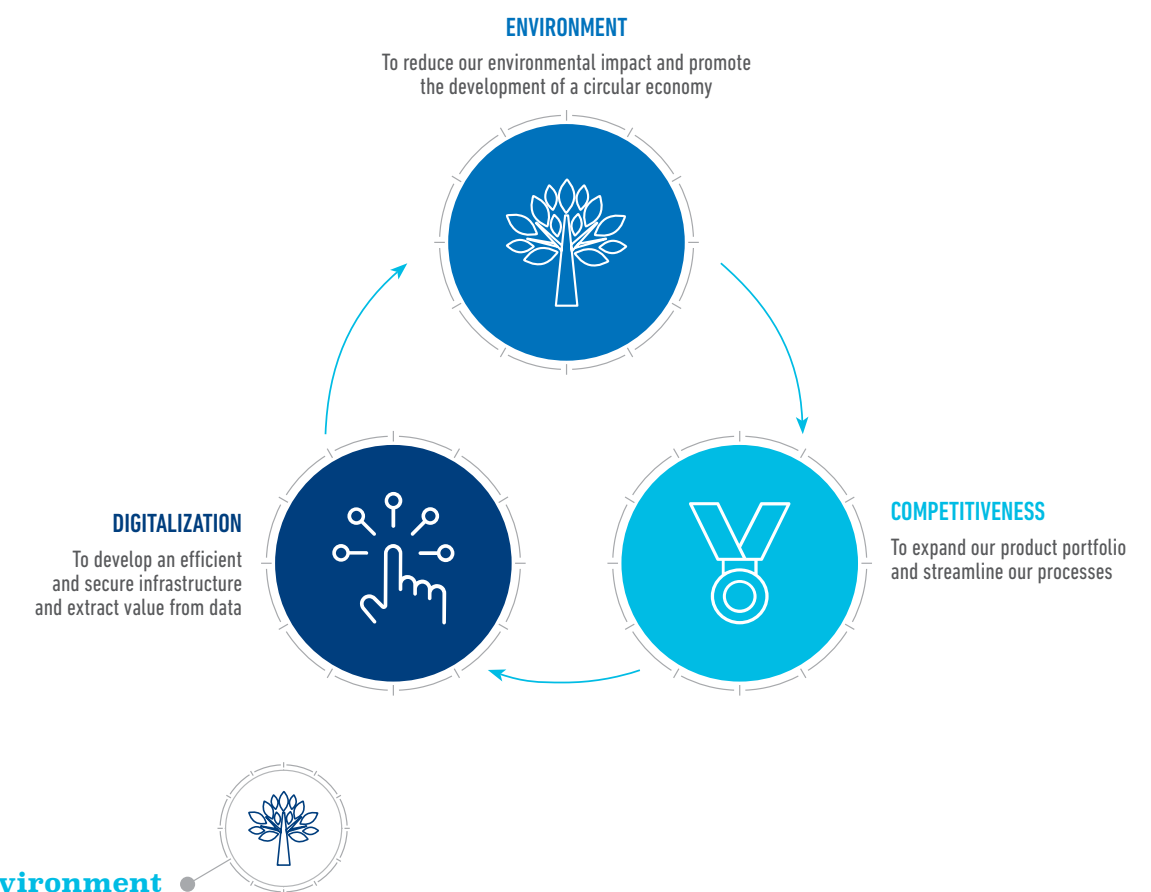 ENVIRONMENT
To reduce our environmental impact and promote
the development of a circular economy
DIGITALIZATION
To develop an efficient
and secure infrastructure
and extract value from data
COMPETITIVENESS
To expand our product portfolio
and streamline our processes
vironment